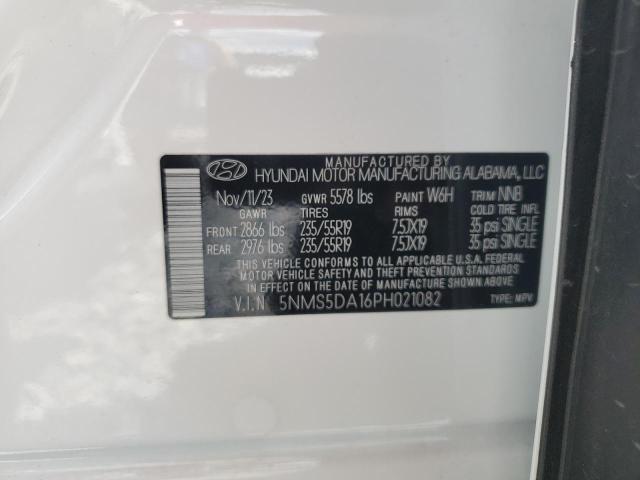 MANUFACTURED BY
HYUNDAI MOTOR MANUFACTURING ALABAMA, LLC
Nov/11/23 GVWR 5578 lbs PAINT W6H TRIM NNB
GAWR TIRES RIMS COLD TIRE INFL.
FRONT 2866 lbs 235/55R19 7.5JX19 35 psi SINGLE
REAR 2976 lbs 235/55R19 7.5JX19 35 psi SINGLE
THIS VEHICLE CONFORMS TO ALL APPLICABLE U.S.A. FEDERAL
MOTOR VEHICLE SAFETY AND THEFT PREVENTION STANDARDS
IN EFFECT ON THE DATE OF MANUFACTURE SHOWN ABOVE.
V.I.N 5NMS5DA16PH021082 TYPE: MPV